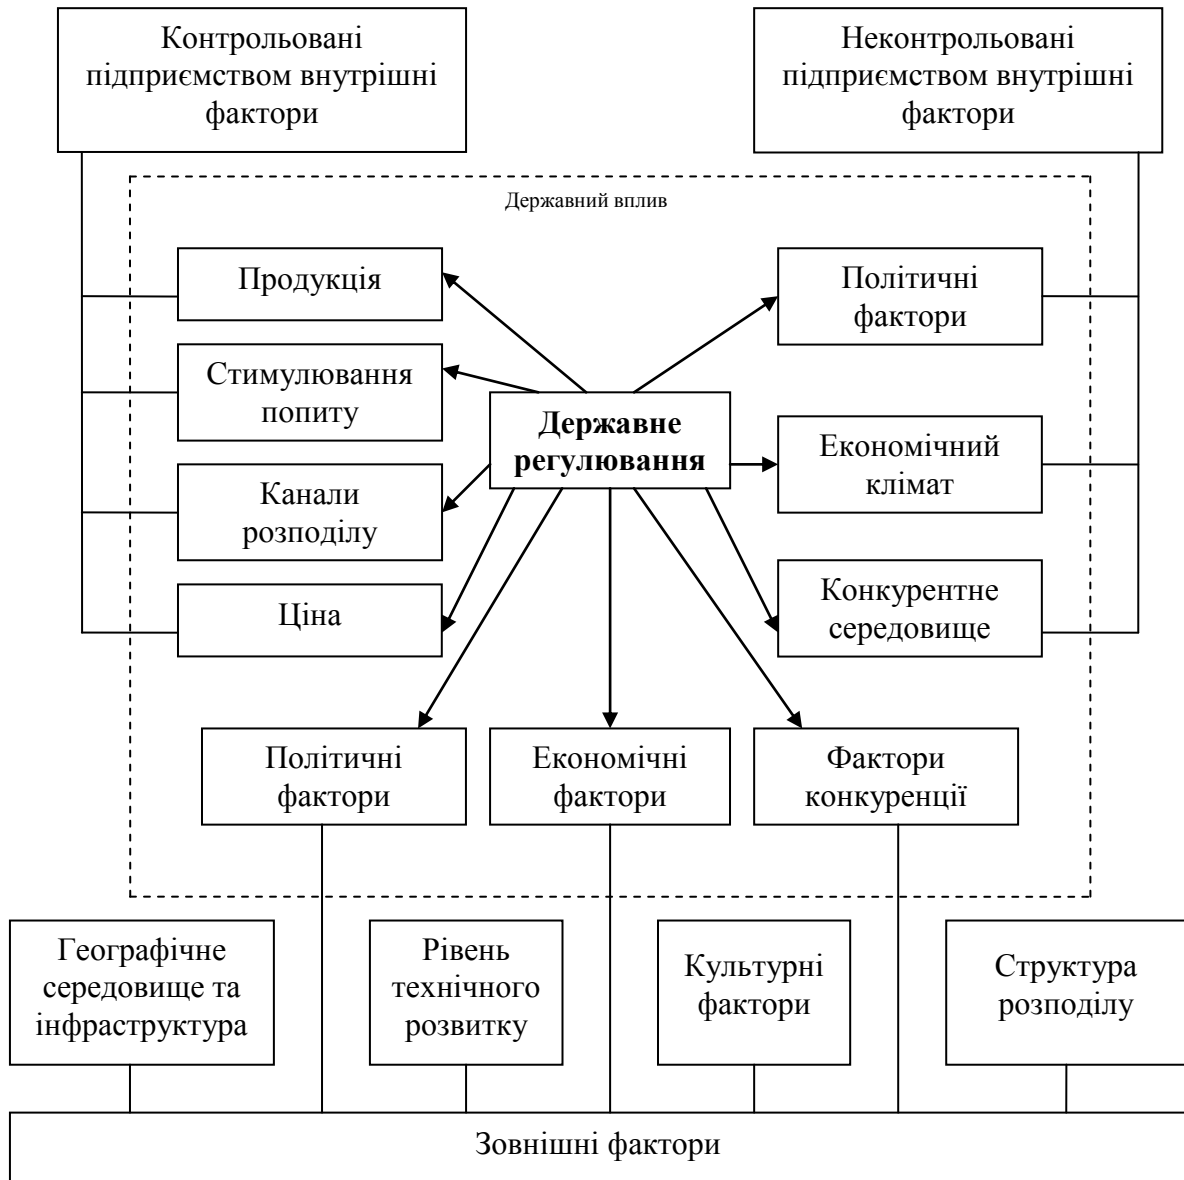 Контрольовані
підприємством внутрішні
фактори
Неконтрольовані
підприємством внутрішні
фактори
Державний вплив
Продукція
Політичні
фактори
Стимулювання
попиту
Державне
регулювання
Економічний
клімат
Канали
розподілу
Ціна
Конкурентне
середовище
Політичні
фактори
Економічні
фактори
Фактори
конкуренції
Географічне
середовище та
інфраструктура
Рівень
технічного
розвитку
Культурні
фактори
Структура
розподілу
Зовнішні фактори